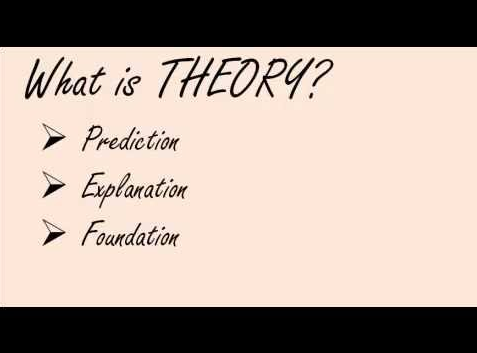 What is THEORY?
Prediction
Explanation
Foundation